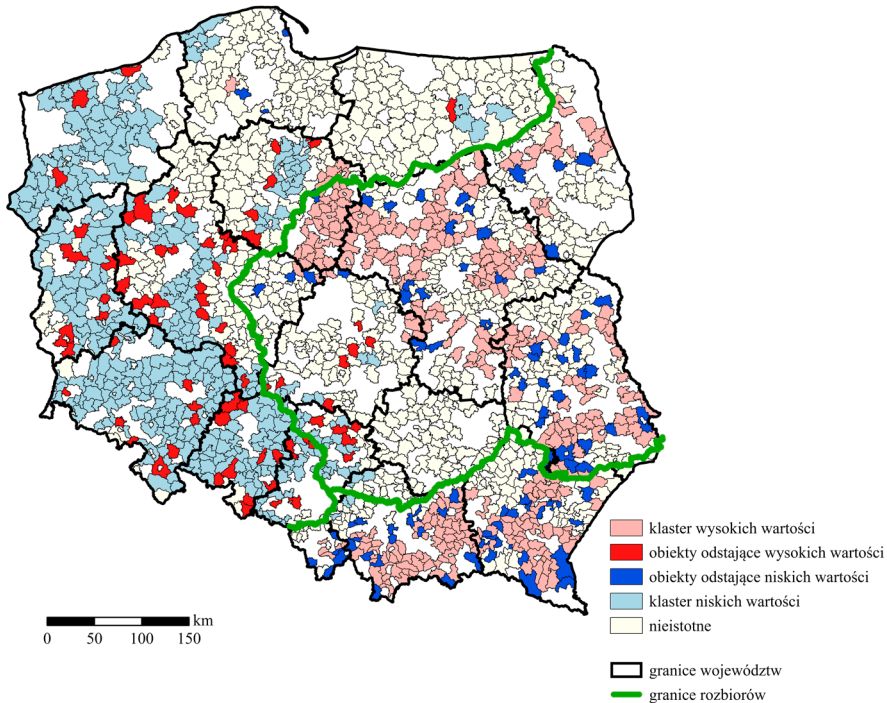 klaster wysokich wartości
obiekty odstające wysokich wartości
obiekty odstające niskich wartości
klaster niskich wartości
nieistotne
km
0 50 100 150
granice województw
granice rozbiorów